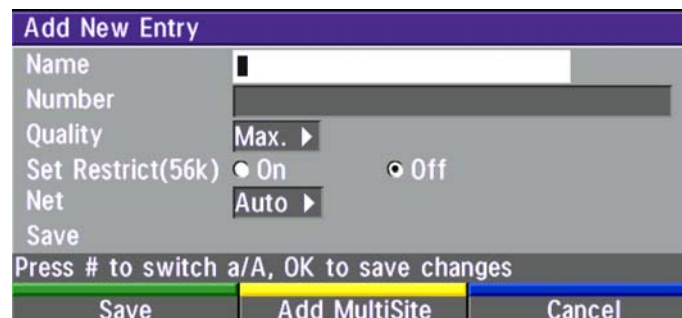 Add New Entry
Name
Number
Quality Max.
Set Restrict(56k) On Off
Net Auto
Save
Press # to switch a/A, OK to save changes
Save Add MultiSite Cancel